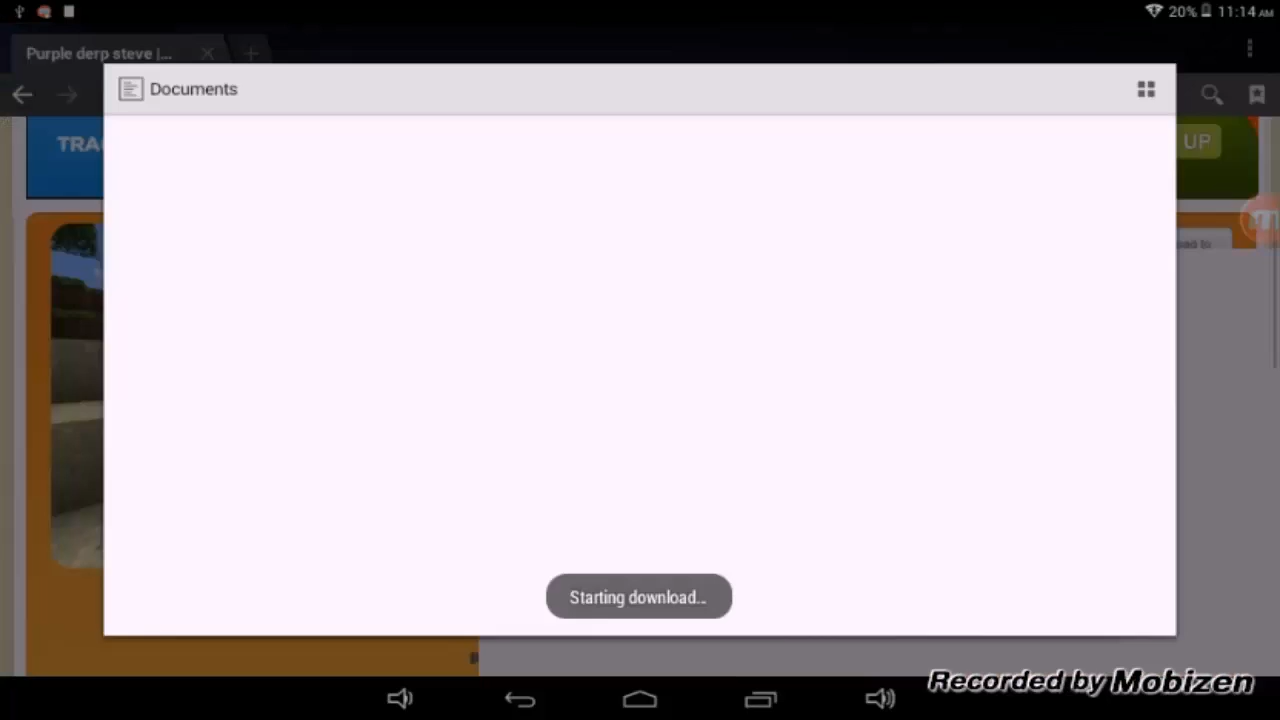 20% 11:14 AM
Purple derp steve |...
Documents
TRA
UP
Starting download...
Recorded by Mobizen